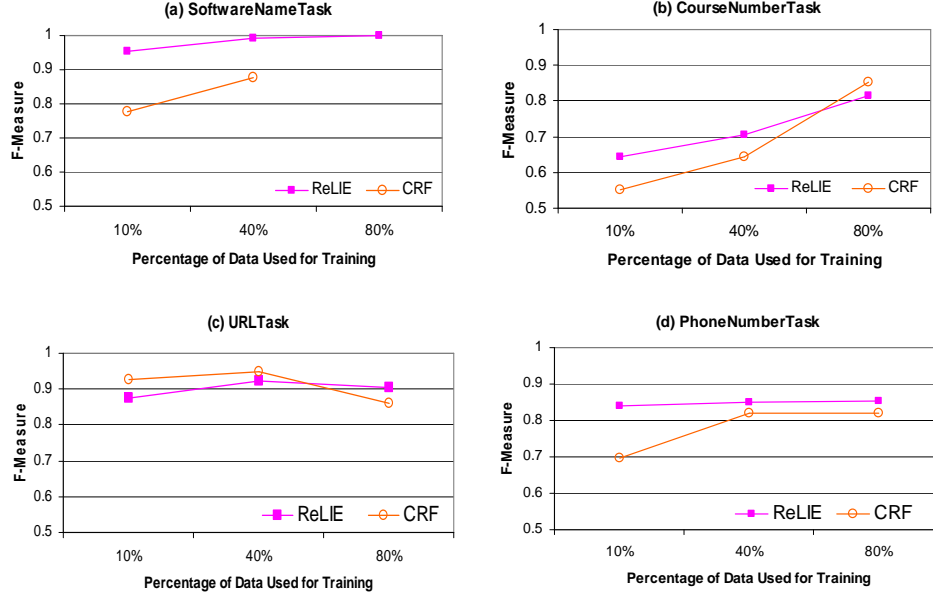 (a) SoftwareNameTask
1
0.9
0.8
0.7
0.6
0.5
F-Measure
ReLIE CRF
10% 40% 80%
Percentage of Data Used for Training
(b) CourseNumberTask
1
0.9
0.8
0.7
0.6
0.5
F-Measure
ReLIE CRF
10% 40% 80%
Percentage of Data Used for Training
(c) URLTask
1
0.9
0.8
0.7
0.6
0.5
F-Measure
ReLIE CRF
10% 40% 80%
Percentage of Data Used for Training
(d) PhoneNumberTask
1
0.9
0.8
0.7
0.6
0.5
F-Measure
ReLIE CRF
10% 40% 80%
Percentage of Data Used for Training